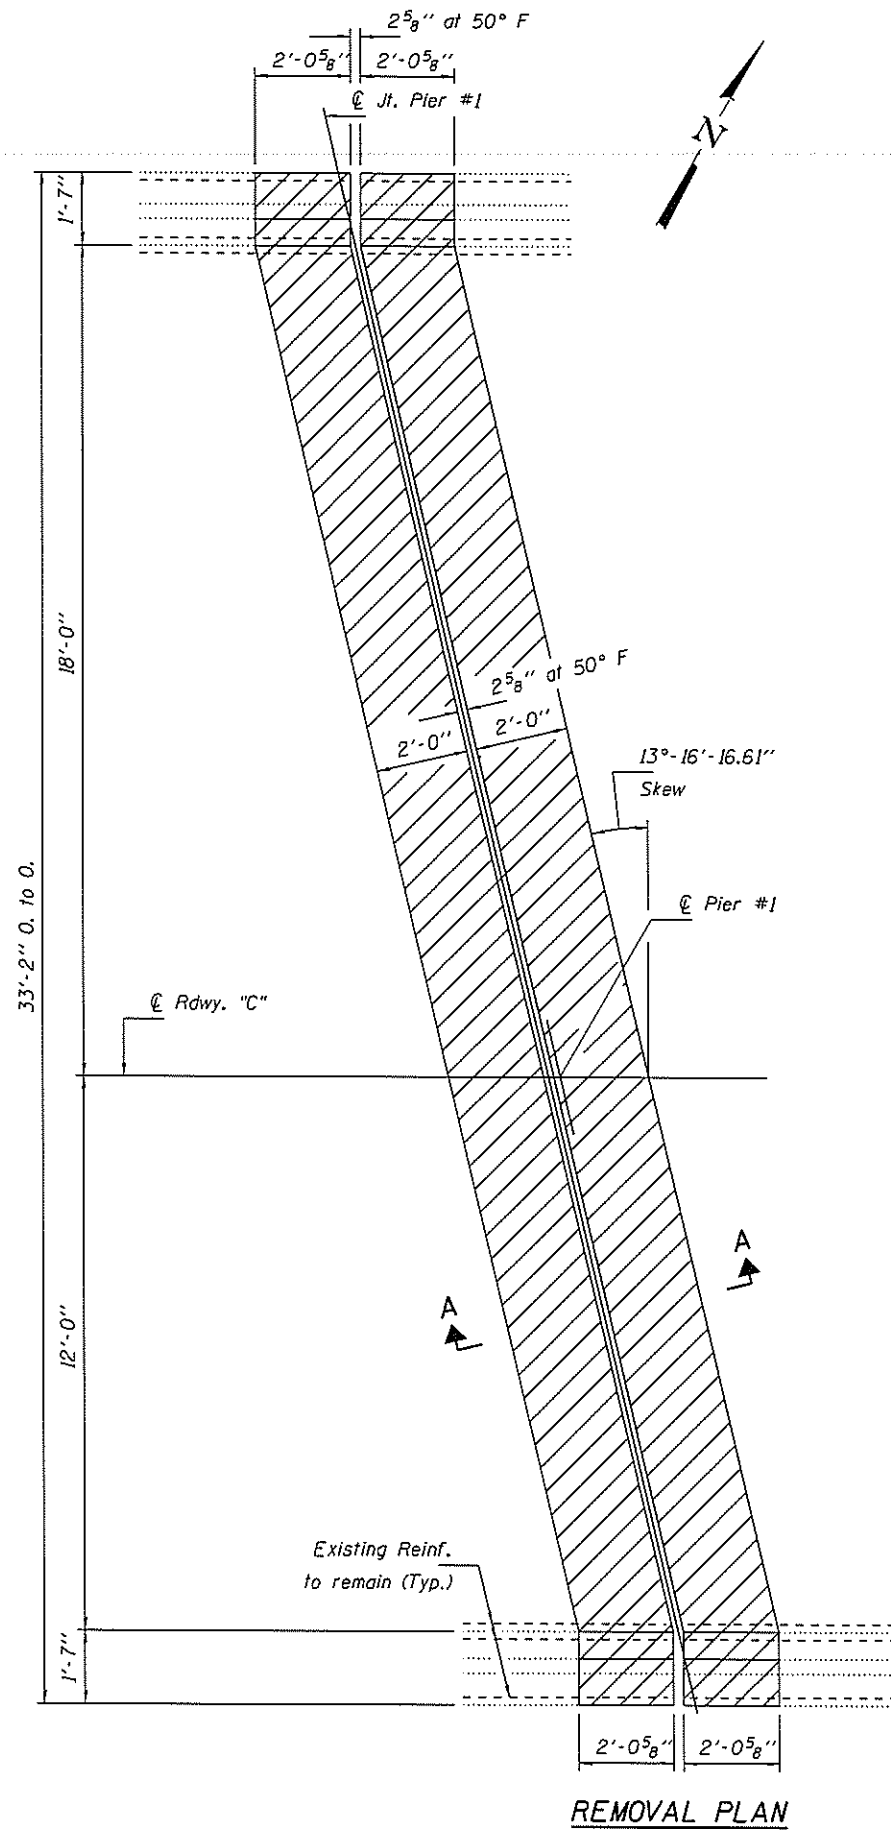 2⅝" at 50° F
2'-0⅝" 2'-0⅝"
℄ Jt. Pier #1
N
1'-7"
18'-0"
2⅝" at 50° F
2'-0" 2'-0"
13°-16'-16.61"
Skew
33'-2" O. to O.
℄ Pier #1
℄ Rdwy. "C"
A
A
12'-0"
Existing Reinf.
to remain (Typ.)
1'-7"
2'-0⅝" 2'-0⅝"
REMOVAL PLAN